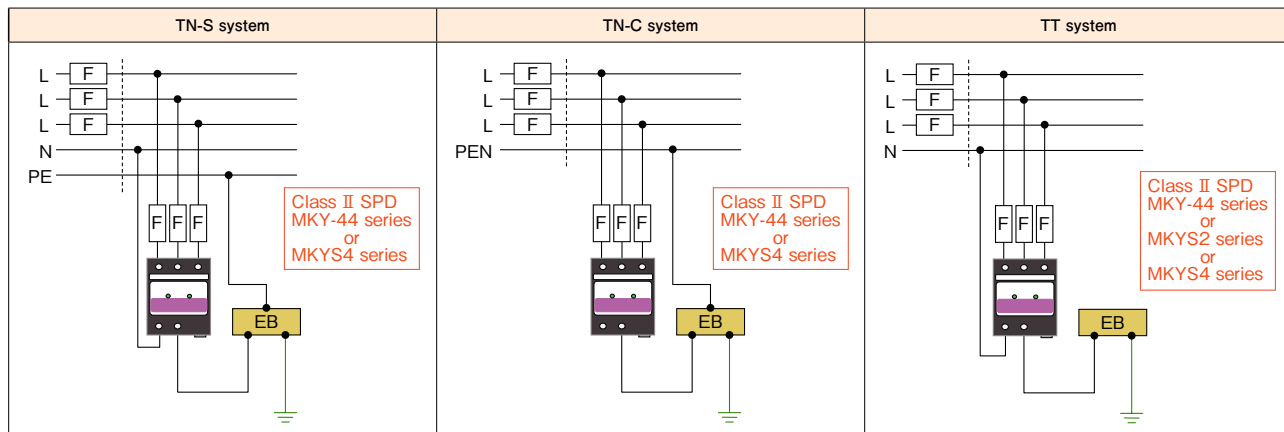 TN-S system
L F
L F
L F
N
PE
F F F
Class Ⅱ SPD
MKY-44 series
or
MKYS4 series
EB
TN-C system
L F
L F
L F
PEN
F F F
Class Ⅱ SPD
MKY-44 series
or
MKYS4 series
EB
TT system
L F
L F
L F
N
F F F
Class Ⅱ SPD
MKY-44 series
or
MKYS2 series
or
MKYS4 series
EB